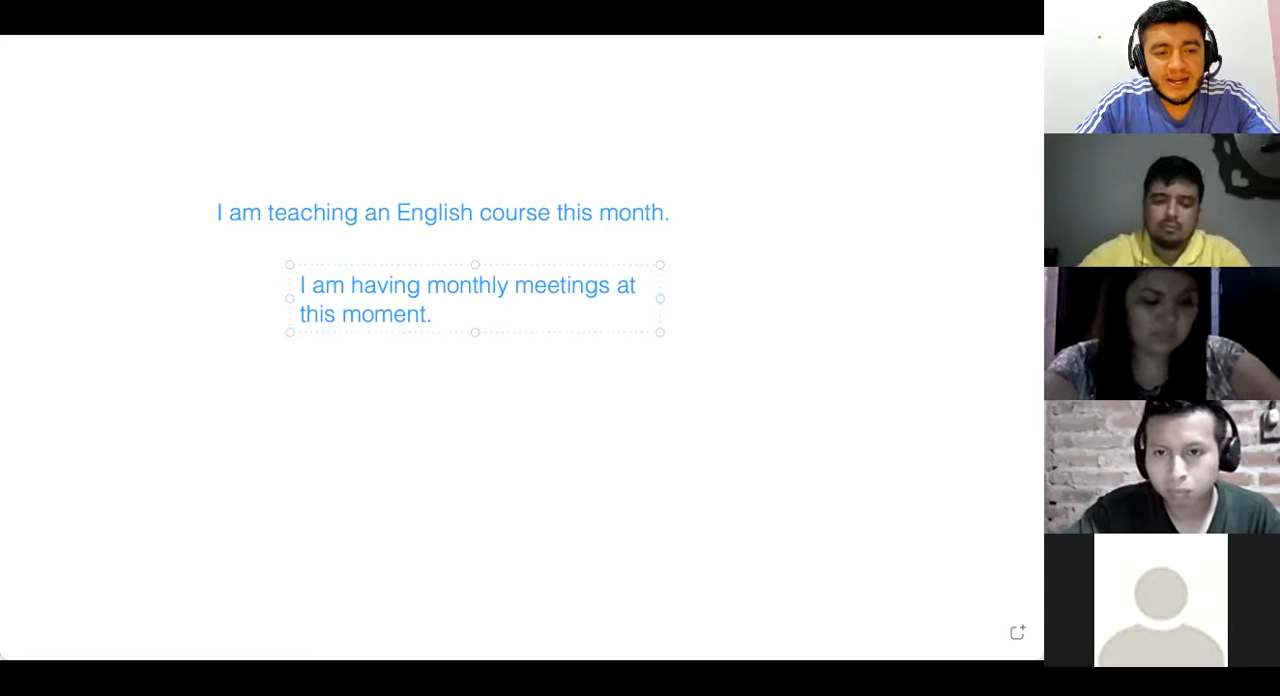 I am teaching an English course this month.
I am having monthly meetings at
this moment.